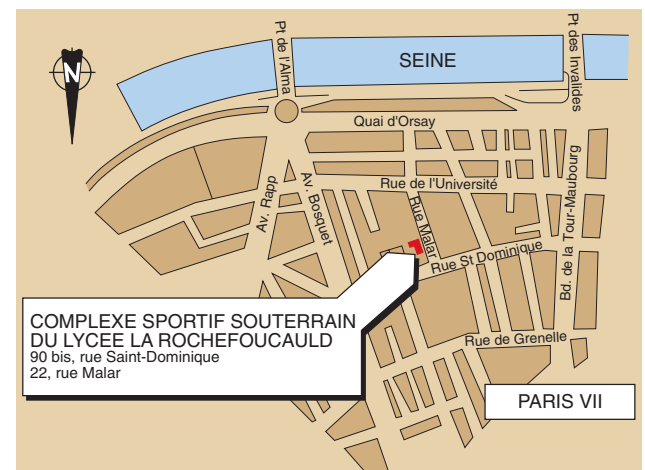 SEINE
Pt de l'Alma
Pt des Invalides
N
Quai d'Orsay
Rue de l'Université
Av. Rapp
Av. Bosquet
Rue Malar
Rue St Dominique
Bd. de la Tour-Maubourg
COMPLEXE SPORTIF SOUTERRAIN
DU LYCEE LA ROCHEFOUCAULD
90 bis, rue Saint-Dominique
22, rue Malar
Rue de Grenelle
PARIS VII